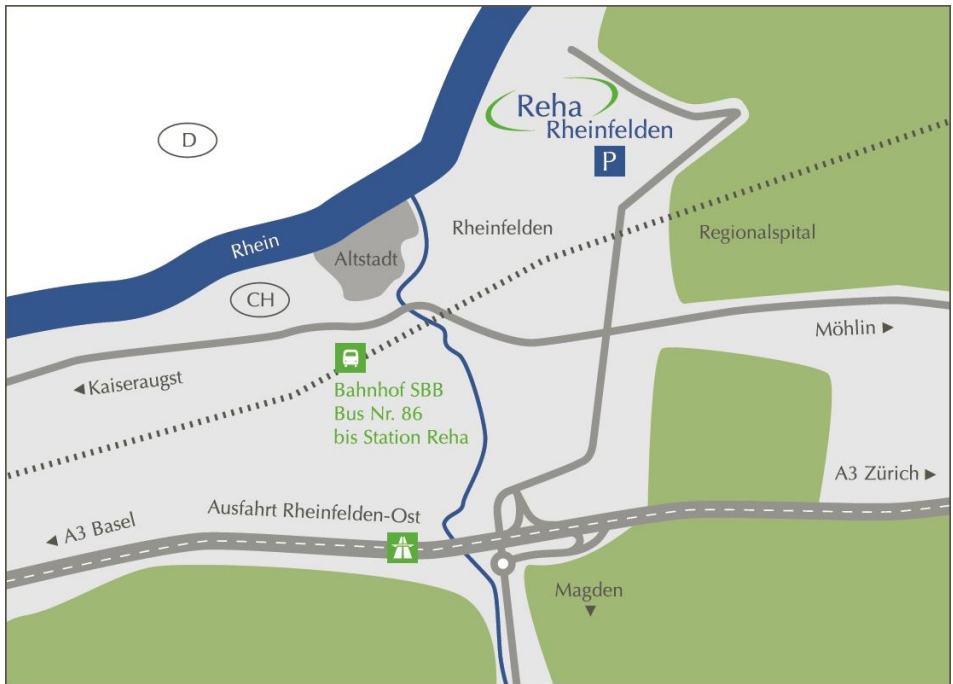 Reha
Rheinfelden
P
D
Rheinfelden
Regionalspital
Rhein
Altstadt
CH
Möhlin ►
◄ Kaiseraugst
Bahnhof SBB
Bus Nr. 86
bis Station Reha
A3 Zürich ►
Ausfahrt Rheinfelden-Ost
◄ A3 Basel
Magden
▼